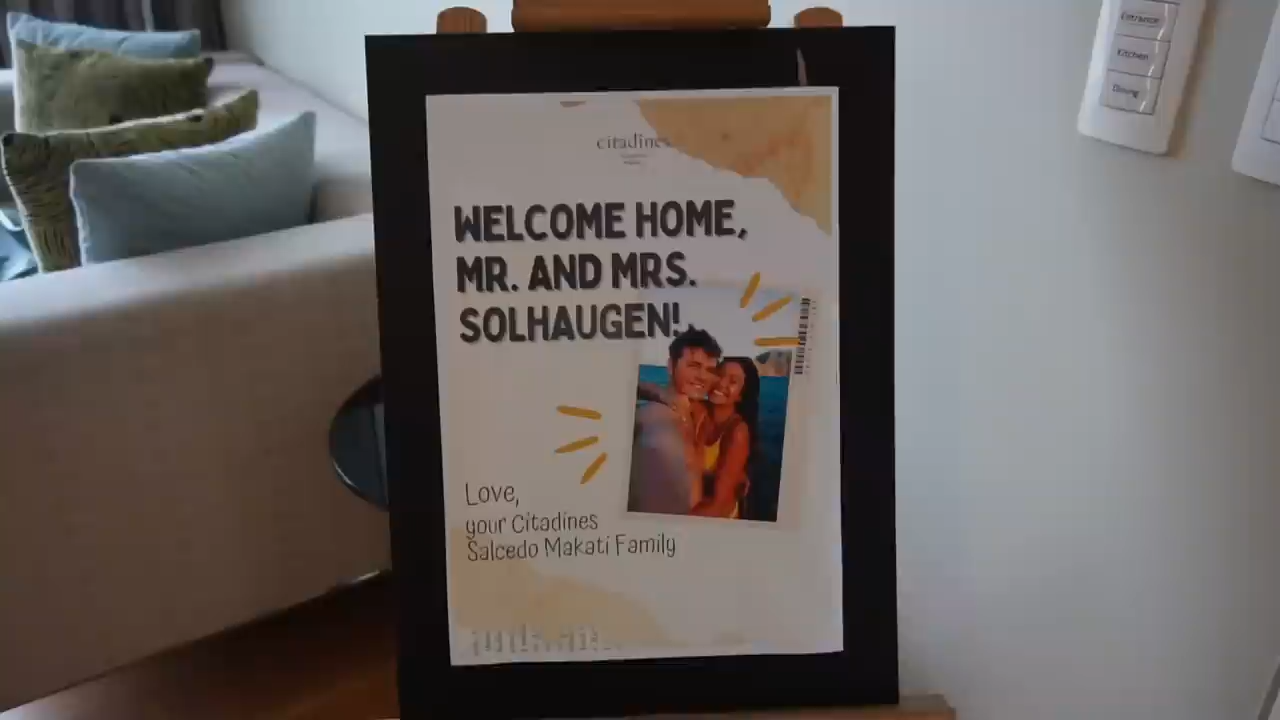 citadines
WELCOME HOME,
MR. AND MRS.
SOLHAUGEN!
Love,
your Citadines
Salcedo Makati Family
Entrance
Kitchen
Dining